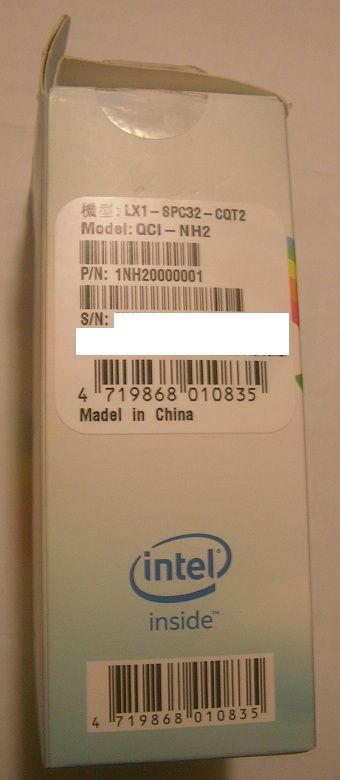 機型: LX1-SPC32-CQT2
Model: QCI-NH2
P/N: 1NH20000001
S/N:
4 719868 010835
Madel in China
intel
inside™
4 719868 010835